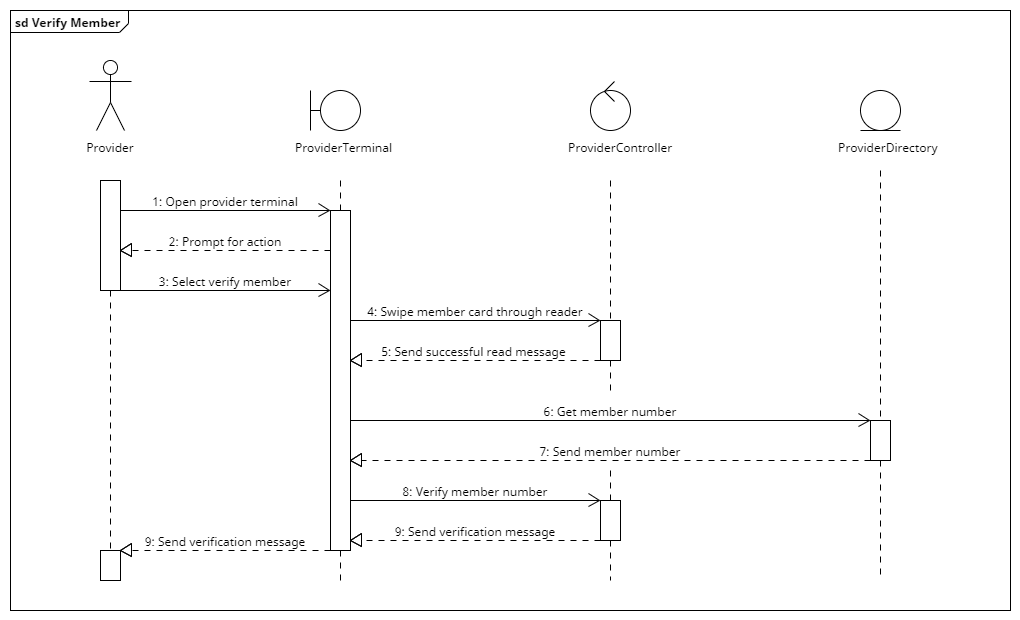 sd Verify Member
Provider
ProviderTerminal
ProviderController
ProviderDirectory
1: Open provider terminal
2: Prompt for action
3: Select verify member
4: Swipe member card through reader
5: Send successful read message
6: Get member number
7: Send member number
8: Verify member number
9: Send verification message
9: Send verification message